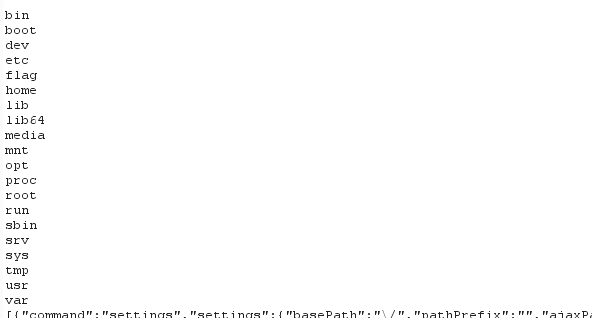 bin
boot
dev
etc
flag
home
lib
lib64
media
mnt
opt
proc
root
run
sbin
srv
sys
tmp
usr
var
[{"command":"settings","settings":{"basePath":"\/","pathPrefix":"","ajaxPa